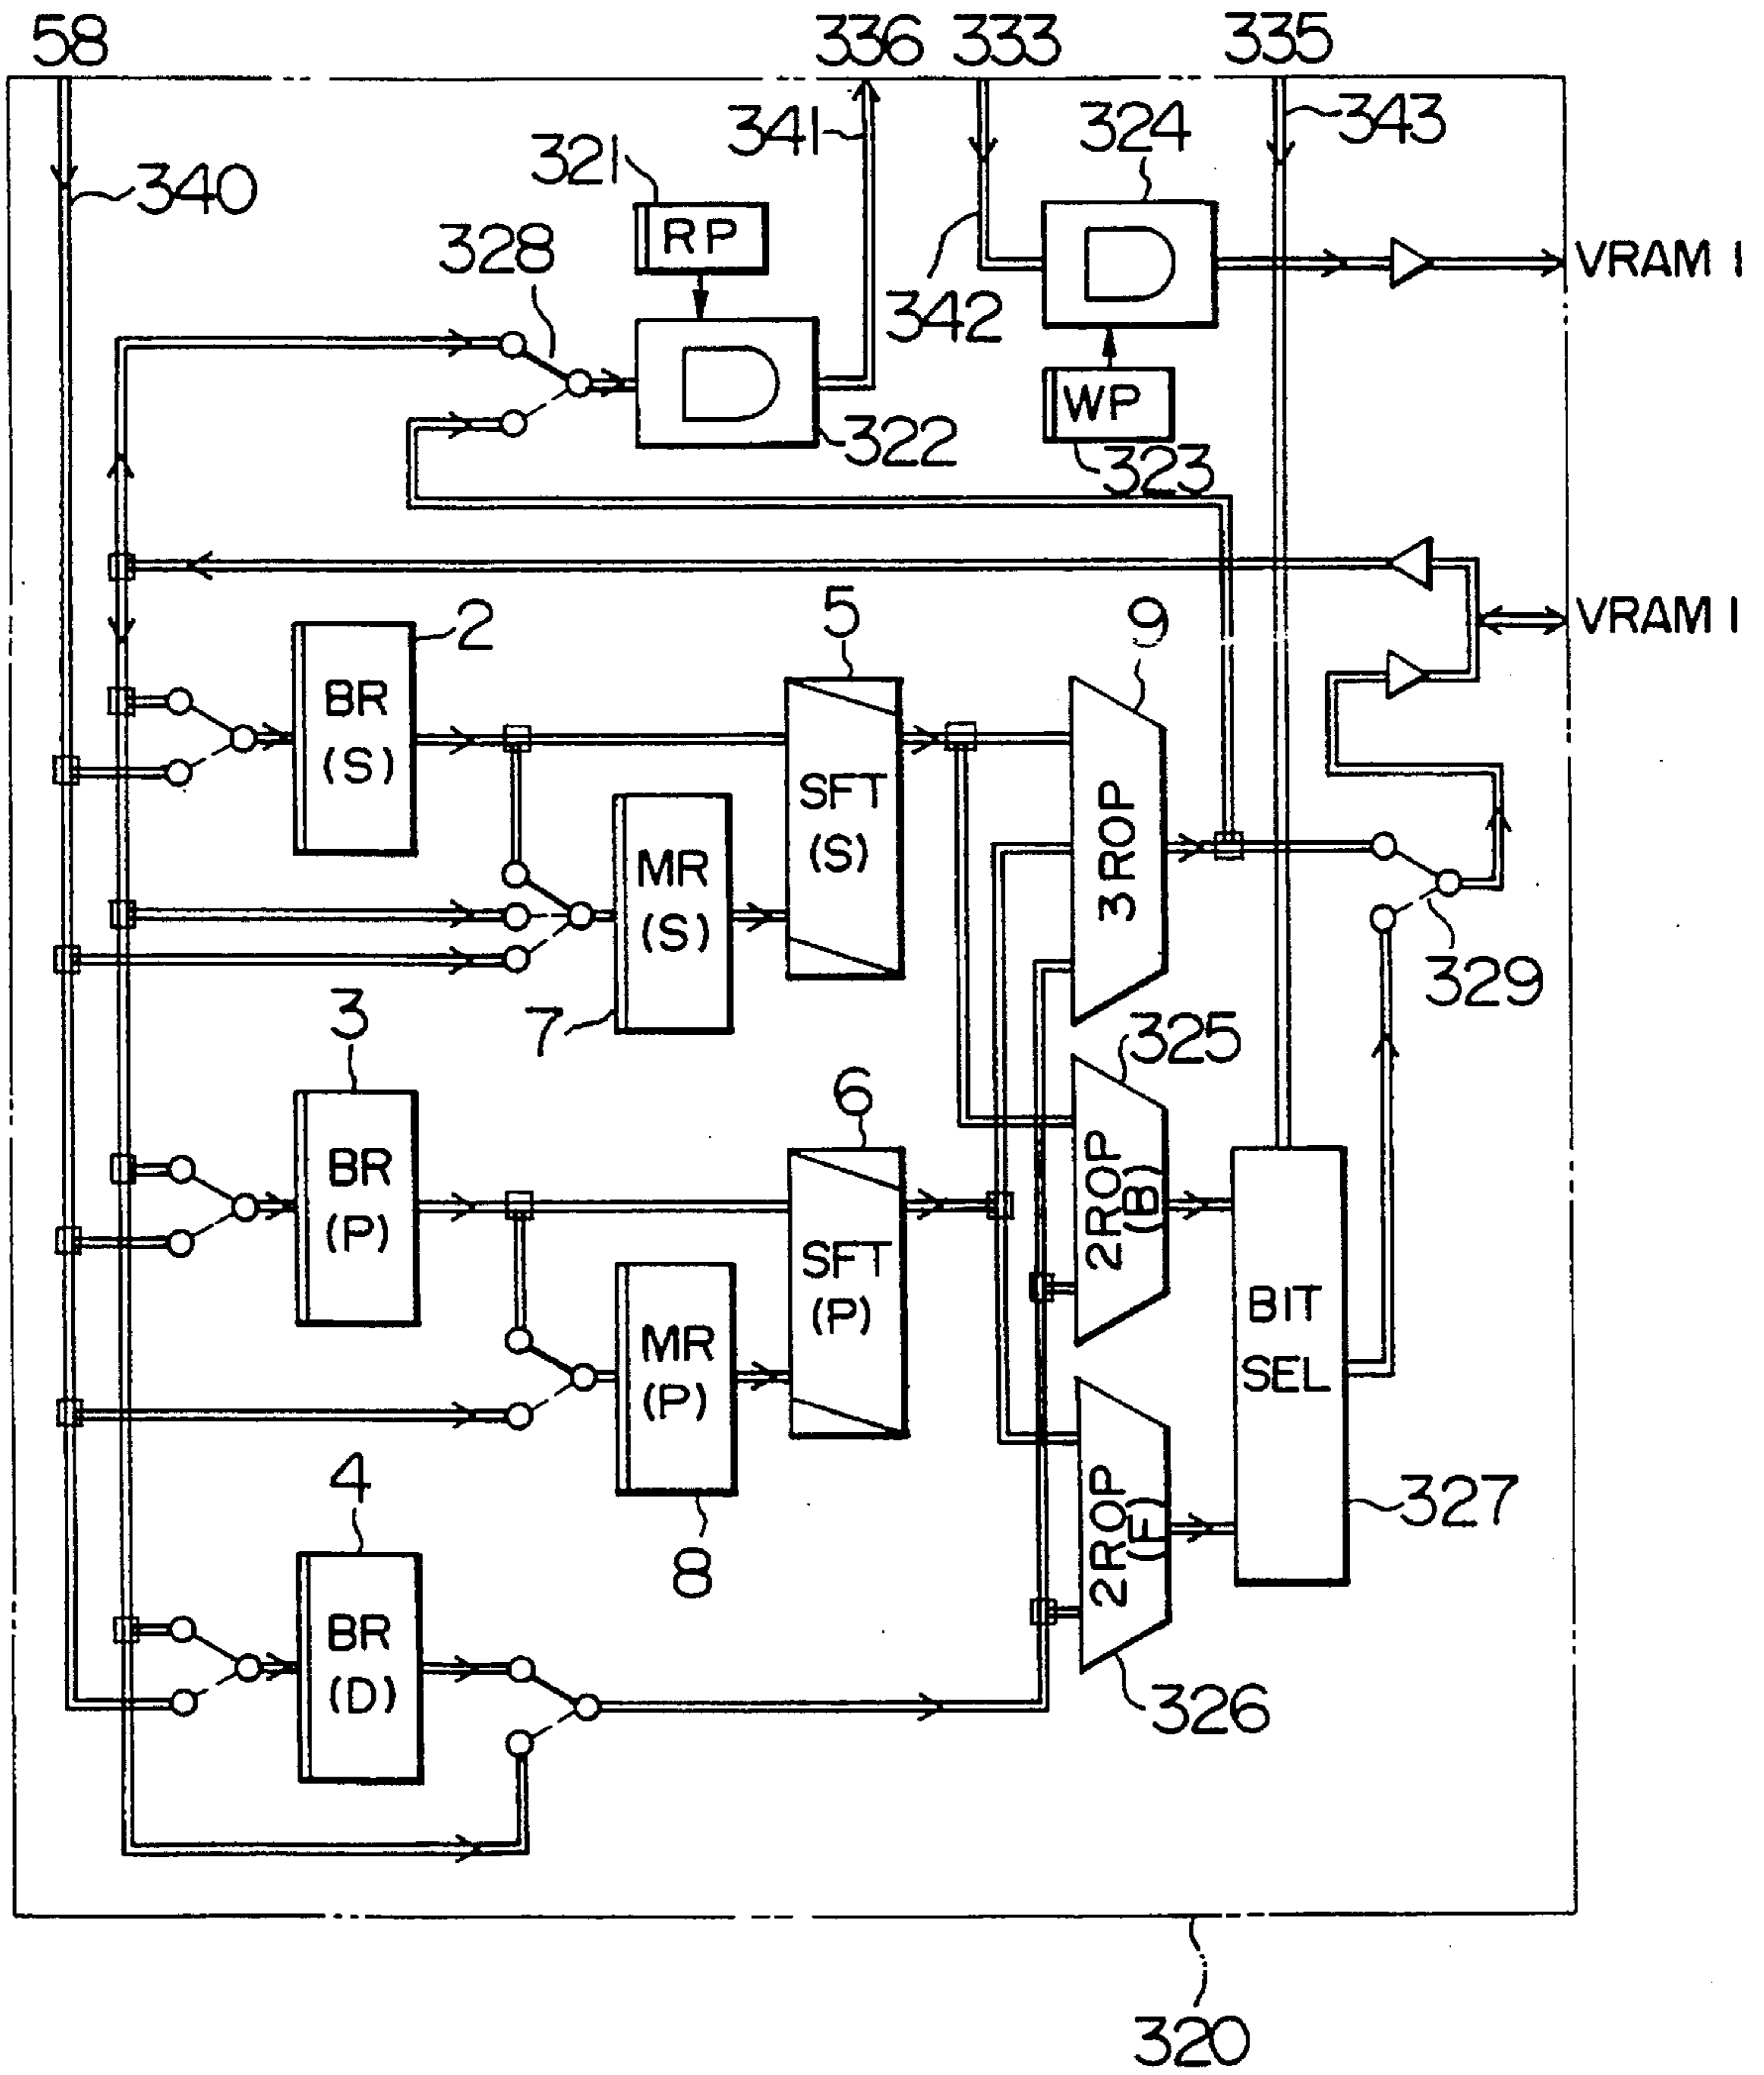 58
336
333
335
340
341
343
321
324
RP
328
VRAM 1
342
WP
322
323
2
5
9
VRAM 1
BR
(S)
SFT
(S)
3ROP
MR
(S)
329
3
7
325
6
BR
(P)
2ROP
(B)
SFT
(P)
BIT
SEL
MR
(P)
4
2ROP
(F)
327
8
BR
(D)
326
320